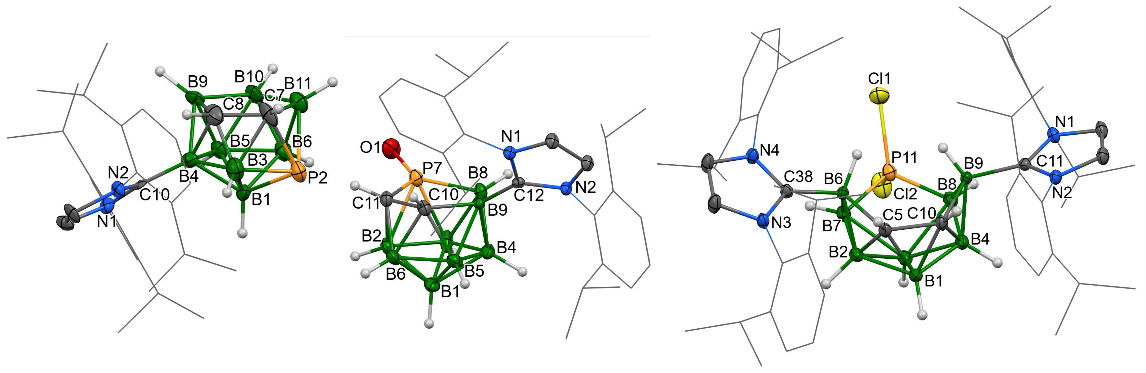 B9 B10 B11
C8 C7
B5 B6
N2 B4 B3 P2
C10
N1 B1
O1 N1
P7 B8
C11 C10 C12 N2
B9
B2 B4
B6 B5
B1
Cl1
N4 N1
P11 B9
C38 B6 Cl2 C11
N3 B7 C5 C10 B8 N2
B2 B4
B1